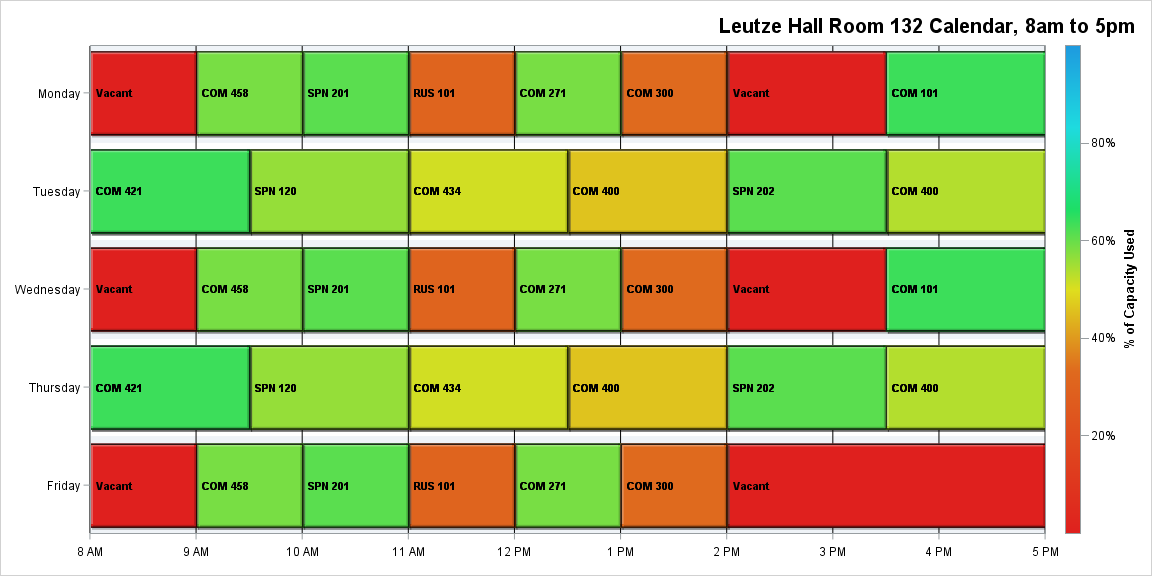 Leutze Hall Room 132 Calendar, 8am to 5pm
Monday
Vacant
COM 458
SPN 201
RUS 101
COM 271
COM 300
Vacant
COM 101
Tuesday
COM 421
SPN 120
COM 434
COM 400
SPN 202
COM 400
Wednesday
Vacant
COM 458
SPN 201
RUS 101
COM 271
COM 300
Vacant
COM 101
Thursday
COM 421
SPN 120
COM 434
COM 400
SPN 202
COM 400
Friday
Vacant
COM 458
SPN 201
RUS 101
COM 271
COM 300
Vacant
8 AM
9 AM
10 AM
11 AM
12 PM
1 PM
2 PM
3 PM
4 PM
5 PM
80%
60%
40%
20%
% of Capacity Used